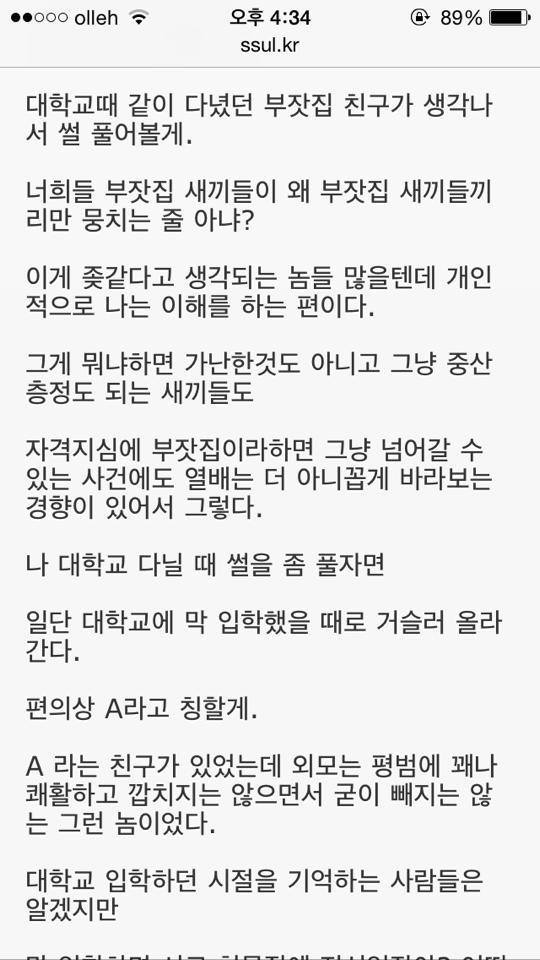 olleh 오후 4:34 89%
ssul.kr
대학교때 같이 다녔던 부잣집 친구가 생각나
서 썰 풀어볼게.
너희들 부잣집 새끼들이 왜 부잣집 새끼들끼
리만 뭉치는 줄 아냐?
이게 좆같다고 생각되는 놈들 많을텐데 개인
적으로 나는 이해를 하는 편이다.
그게 뭐냐하면 가난한것도 아니고 그냥 중산
층정도 되는 새끼들도
자격지심에 부잣집이라하면 그냥 넘어갈 수
있는 사건에도 열배는 더 아니꼽게 바라보는
경향이 있어서 그렇다.
나 대학교 다닐 때 썰을 좀 풀자면
일단 대학교에 막 입학했을 때로 거슬러 올라
간다.
편의상 A라고 칭할게.
A 라는 친구가 있었는데 외모는 평범에 꽤나
쾌활하고 깝치지는 않으면서 굳이 빼지는 않
는 그런 놈이었다.
대학교 입학하던 시절을 기억하는 사람들은
알겠지만